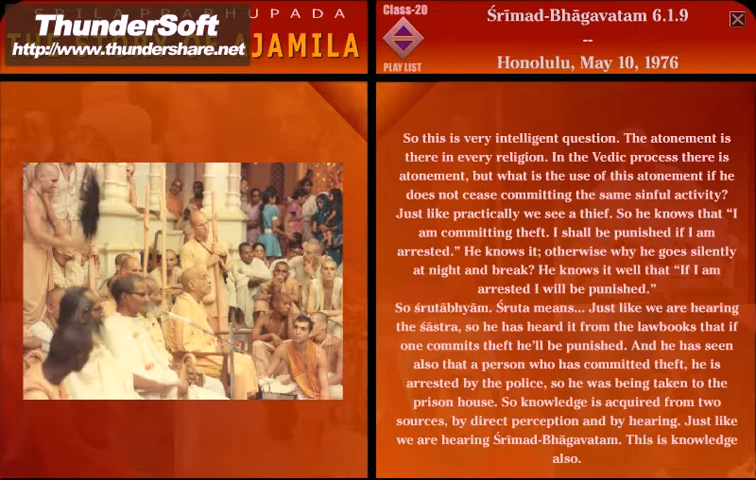 SRILA PRABHUPADA
THE STORY OF AJAMILA
ThunderSoft
http://www.thundershare.net
Class-20
PLAY LIST
Śrīmad-Bhāgavatam 6.1.9
--
Honolulu, May 10, 1976
So this is very intelligent question. The atonement is
there in every religion. In the Vedic process there is
atonement, but what is the use of this atonement if he
does not cease committing the same sinful activity?
Just like practically we see a thief. So he knows that “I
am committing theft. I shall be punished if I am
arrested.” He knows it; otherwise why he goes silently
at night and break? He knows it well that “If I am
arrested I will be punished.”
So śrutābhyām. Śruta means... Just like we are hearing
the śāstra, so he has heard it from the lawbooks that if
one commits theft he’ll be punished. And he has seen
also that a person who has committed theft, he is
arrested by the police, so he was being taken to the
prison house. So knowledge is acquired from two
sources, by direct perception and by hearing. Just like
we are hearing Śrīmad-Bhāgavatam. This is knowledge
also.